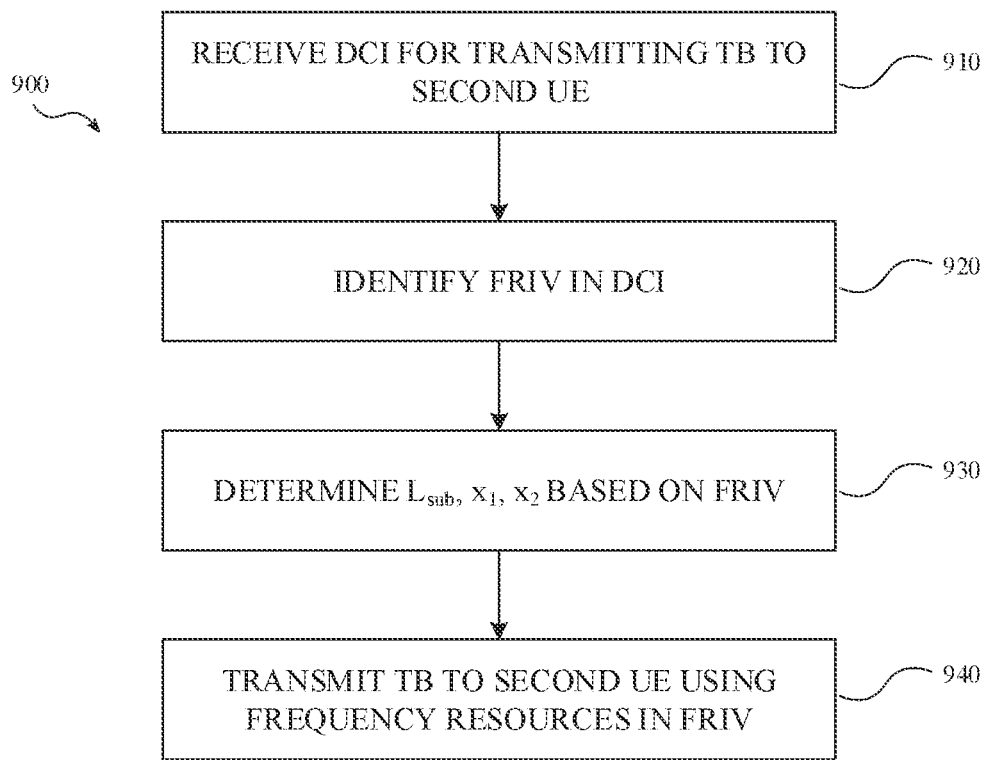 900
RECEIVE DCI FOR TRANSMITTING TB TO
SECOND UE
910
IDENTIFY FRIV IN DCI
920
DETERMINE Lsub, x1, x2 BASED ON FRIV
930
TRANSMIT TB TO SECOND UE USING
FREQUENCY RESOURCES IN FRIV
940